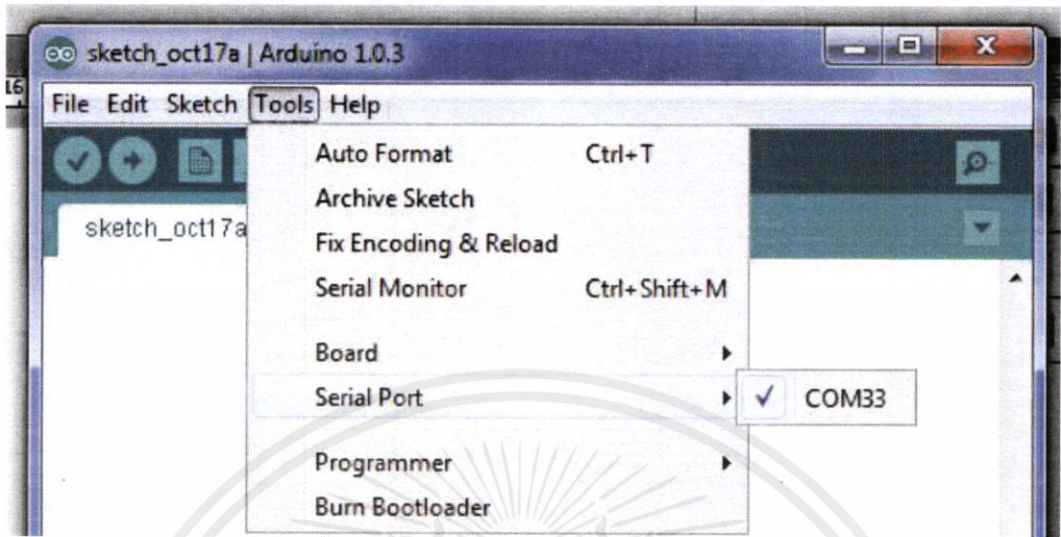 sketch_oct17a | Arduino 1.0.3
16
File Edit Sketch Tools Help
sketch_oct17a
Auto Format Ctrl+T
Archive Sketch
Fix Encoding & Reload
Serial Monitor Ctrl+Shift+M
Board
Serial Port
COM33
Programmer
Burn Bootloader